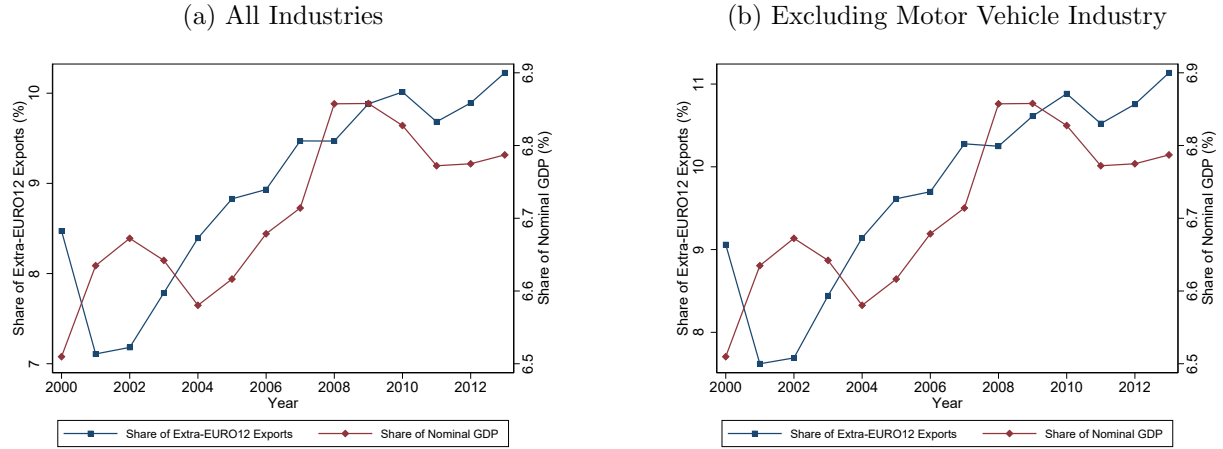 (a) All Industries
Share of Extra-EURO12 Exports (%)
10
9
8
7
6.9
6.8
6.7
6.6
6.5
Share of Nominal GDP (%)
2000 2002 2004 2006 2008 2010 2012
Year
Share of Extra-EURO12 Exports Share of Nominal GDP
(b) Excluding Motor Vehicle Industry
Share of Extra-EURO12 Exports (%)
11
10
9
8
6.9
6.8
6.7
6.6
6.5
Share of Nominal GDP (%)
2000 2002 2004 2006 2008 2010 2012
Year
Share of Extra-EURO12 Exports Share of Nominal GDP